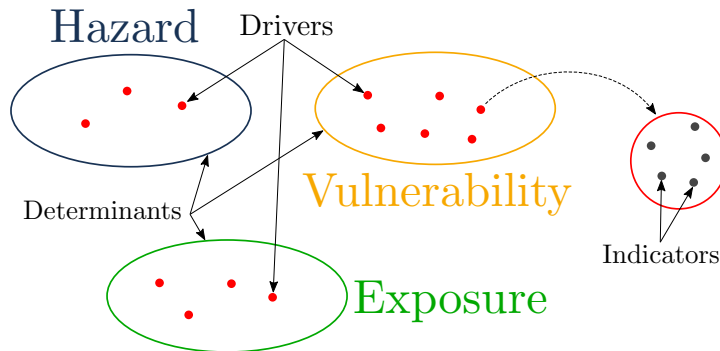 Hazard
Drivers
Vulnerability
Determinants
Indicators
Exposure